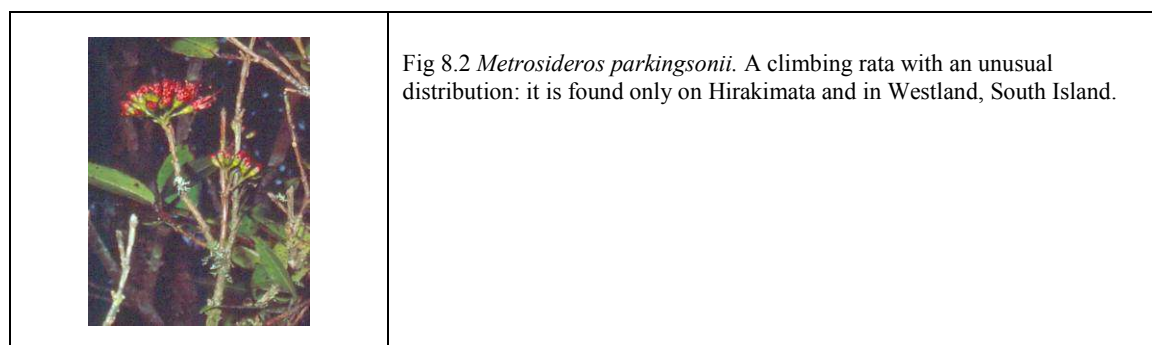 Fig 8.2 Metrosideros parkingsonii. A climbing rata with an unusual
distribution: it is found only on Hirakimata and in Westland, South Island.